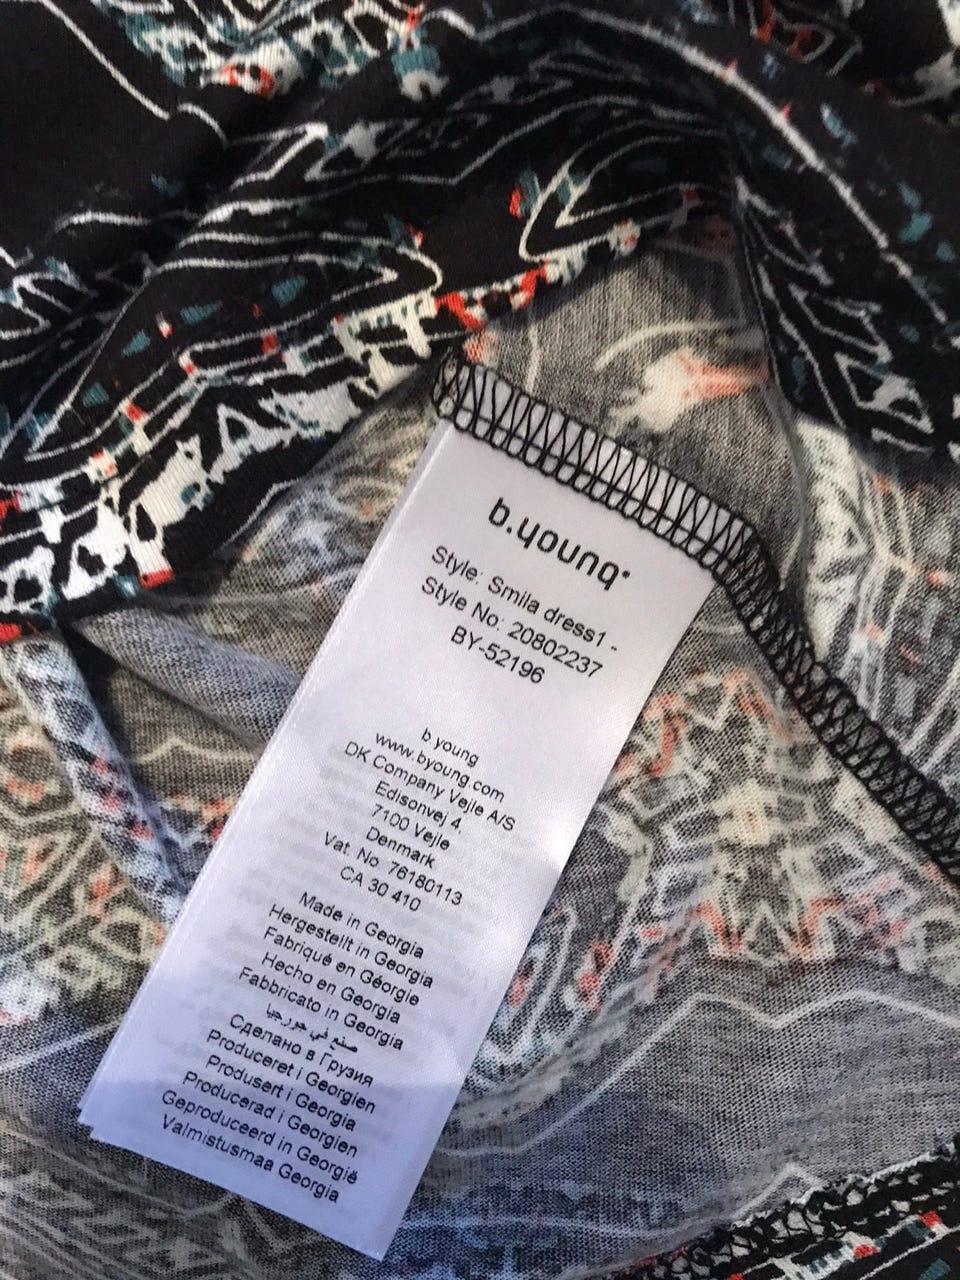 b.young
Style: Smila dress1 -
Style No: 20802237
BY-52196
b young
www.byoung.com
DK Company Vejle A/S
Edisonvej 4,
7100 Vejle
Denmark
Vat. No 76180113
CA 30 410
Made in Georgia
Hergestellt in Georgia
Fabriqué en Géorgie
Hecho en Georgia
Fabbricato in Georgia
صنع في جورجيا
Сделано в Грузия
Produceret i Georgien
Produsert i Georgia
Producerad i Georgien
Geproduceerd in Georgië
Valmistusmaa Georgia